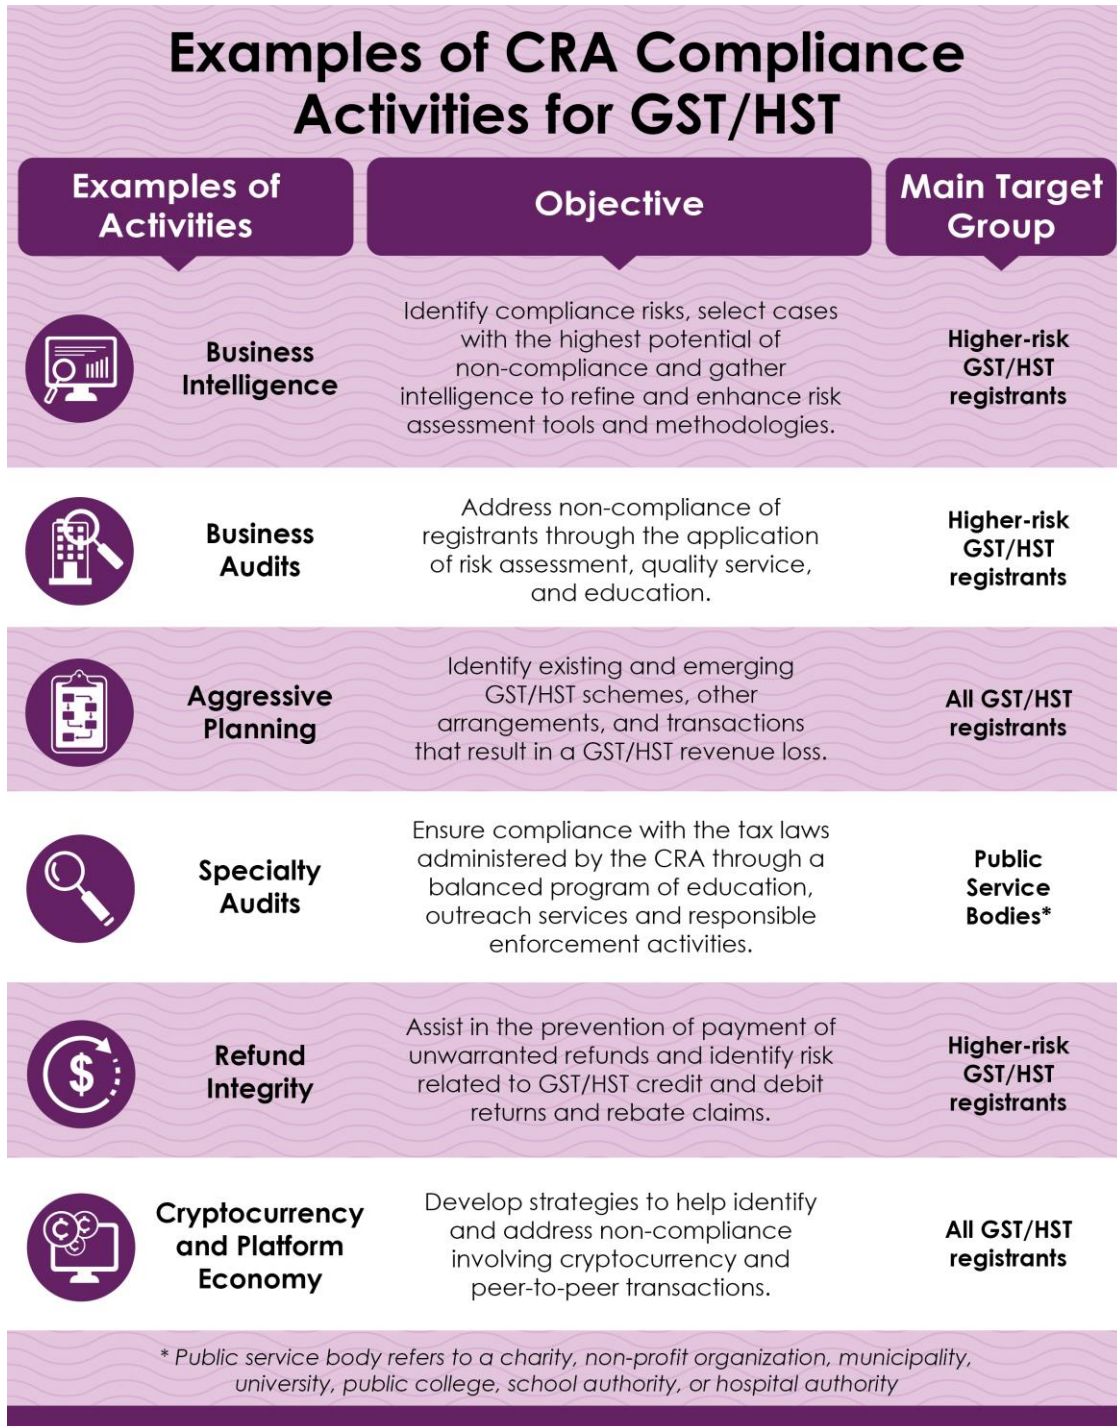 Examples of CRA Compliance
Activities for GST/HST
Examples of
Activities
Objective
Main Target
Group
Business
Intelligence
Identify compliance risks, select cases
with the highest potential of
non-compliance and gather
intelligence to refine and enhance risk
assessment tools and methodologies.
Higher-risk
GST/HST
registrants
Business
Audits
Address non-compliance of
registrants through the application
of risk assessment, quality service,
and education.
Higher-risk
GST/HST
registrants
Aggressive
Planning
Identify existing and emerging
GST/HST schemes, other
arrangements, and transactions
that result in a GST/HST revenue loss.
All GST/HST
registrants
Specialty
Audits
Ensure compliance with the tax laws
administered by the CRA through a
balanced program of education,
outreach services and responsible
enforcement activities.
Public
Service
Bodies*
$
Refund
Integrity
Assist in the prevention of payment of
unwarranted refunds and identify risk
related to GST/HST credit and debit
returns and rebate claims.
Higher-risk
GST/HST
registrants
Cryptocurrency
and Platform
Economy
Develop strategies to help identify
and address non-compliance
involving cryptocurrency and
peer-to-peer transactions.
All GST/HST
registrants
* Public service body refers to a charity, non-profit organization, municipality,
university, public college, school authority, or hospital authority